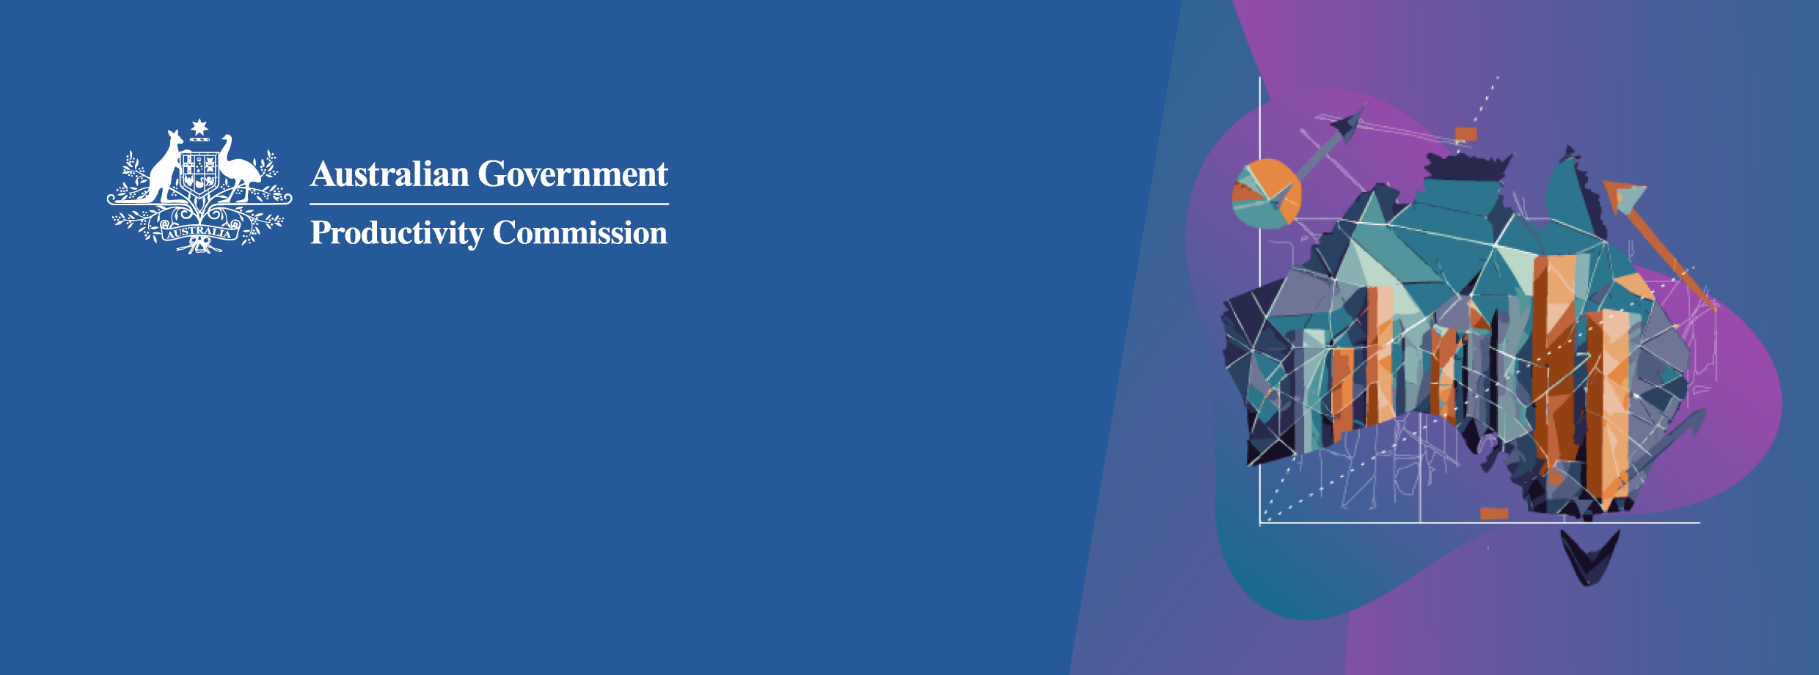 Australian Government
Productivity Commission
AUSTRALIA